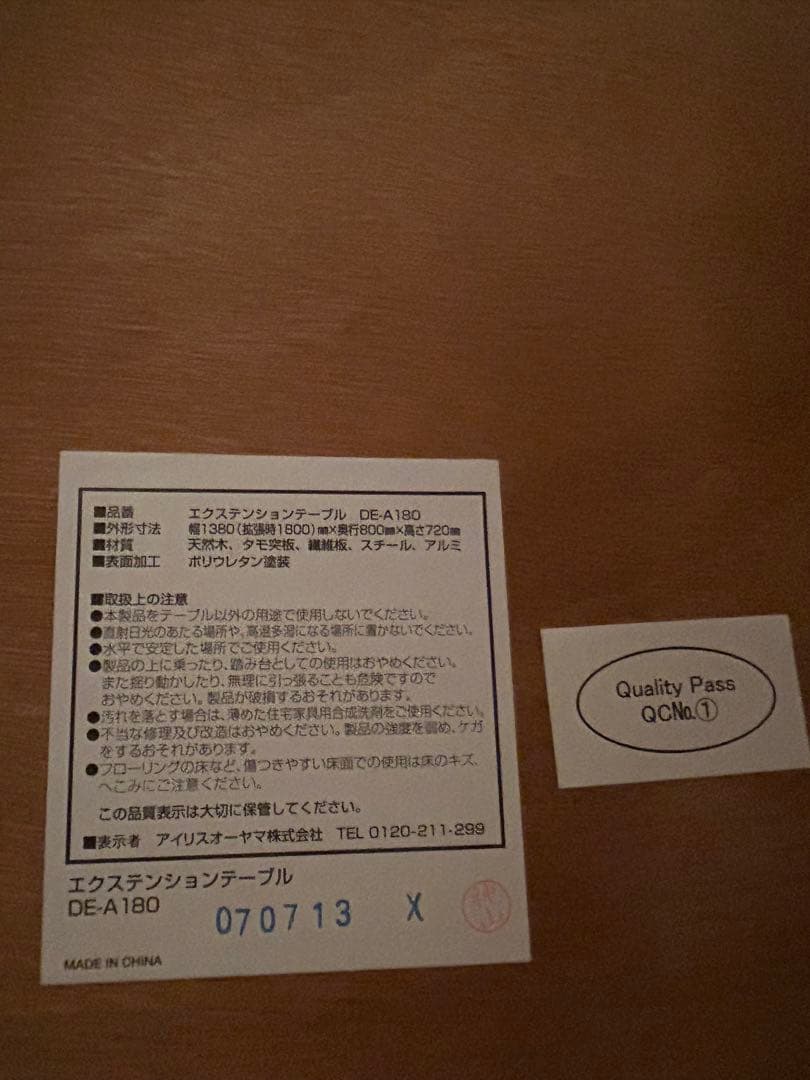 ■品番 エクステンションテーブル DE-A180
■外形寸法 幅1380(拡張時1800)㎜×奥行800㎜×高さ720㎜
■材質 天然木、タモ突板、繊維板、スチール、アルミ
■表面加工 ポリウレタン塗装
■取扱上の注意
●本製品をテーブル以外の用途で使用しないでください。
●直射日光のあたる場所や、高温多湿になる場所に置かないでください。
●水平で安定した場所でご使用ください。
●製品の上に乗ったり、踏み台としての使用はおやめください。
また揺り動かしたり、無理に引っ張ることも危険ですので
おやめください。製品が破損するおそれがあります。
●汚れを落とす場合は、薄めた住宅家具用合成洗剤をご使用ください。
●不当な修理及び改造はおやめください。製品の強度を弱め、ケガ
をするおそれがあります。
●フローリングの床など、傷つきやすい床面での使用は床のキズ、
へこみにご注意ください。
この品質表示は大切に保管してください。
■表示者 アイリスオーヤマ株式会社 TEL 0120-211-299
エクステンションテーブル
DE-A180
070713 X
MADE IN CHINA
Quality Pass
QC№①